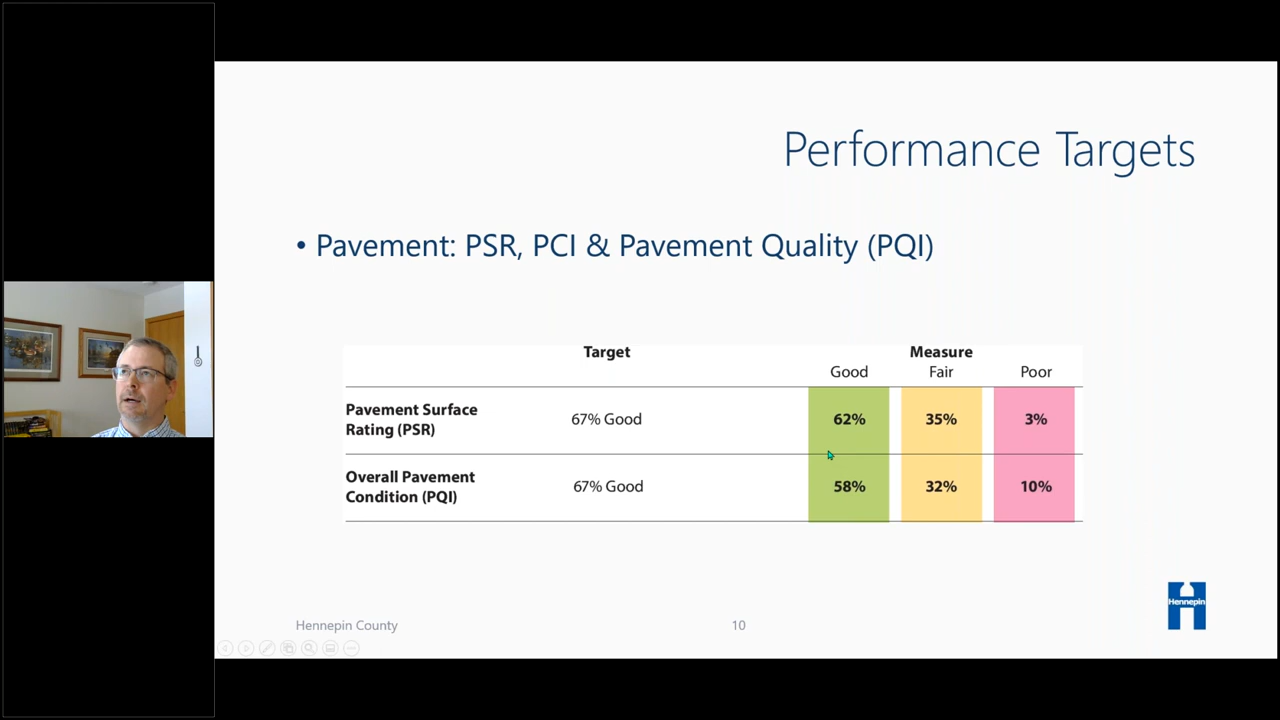 Performance Targets
• Pavement: PSR, PCI & Pavement Quality (PQI)
Target
Measure
Good Fair Poor
Pavement Surface
Rating (PSR)
67% Good 62% 35% 3%
Overall Pavement
Condition (PQI)
67% Good 58% 32% 10%
Hennepin
Hennepin County
10